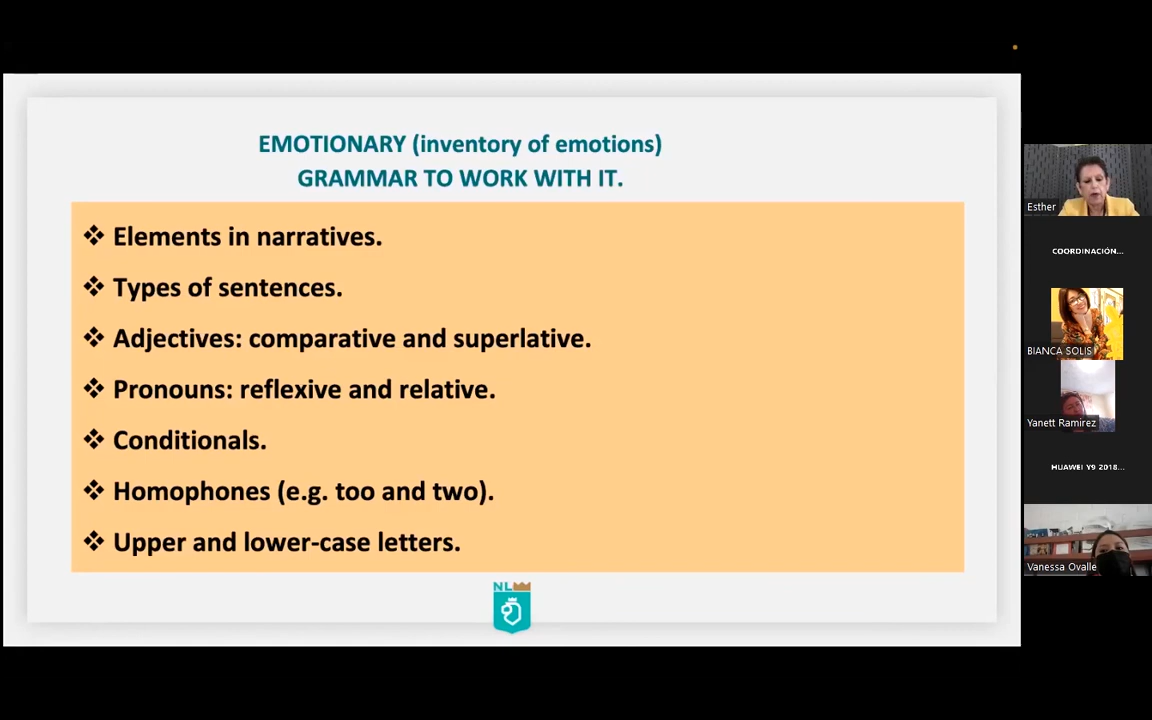 EMOTIONARY (inventory of emotions)
GRAMMAR TO WORK WITH IT.
❖ Elements in narratives.
❖ Types of sentences.
❖ Adjectives: comparative and superlative.
❖ Pronouns: reflexive and relative.
❖ Conditionals.
❖ Homophones (e.g. too and two).
❖ Upper and lower-case letters.
NL
Esther
COORDINACIÓN...
BIANCA SOLIS
Yanett Ramirez
HUAWEI Y9 2018...
Vanessa Ovalle